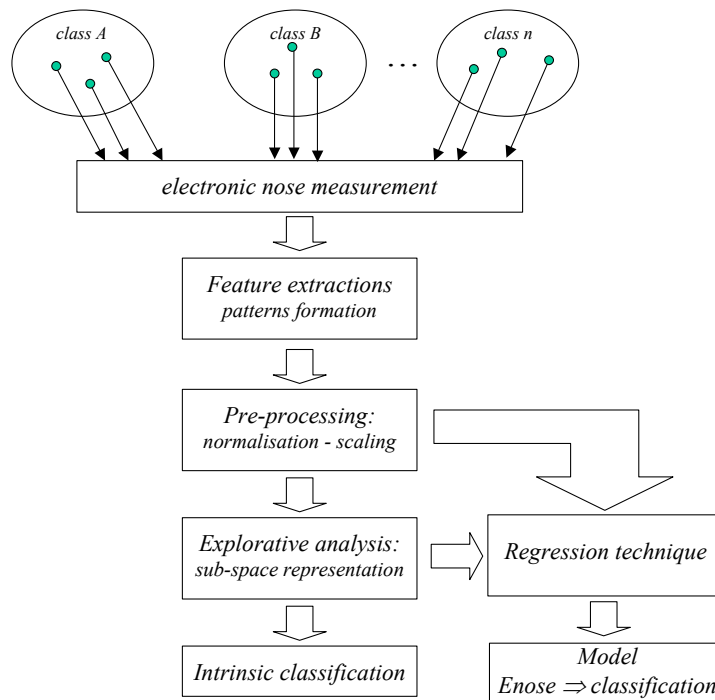 class A
class B
. . .
class n
electronic nose measurement
Feature extractions
patterns formation
Pre-processing:
normalisation - scaling
Explorative analysis:
sub-space representation
Regression technique
Intrinsic classification
Model
Enose ⇒ classification